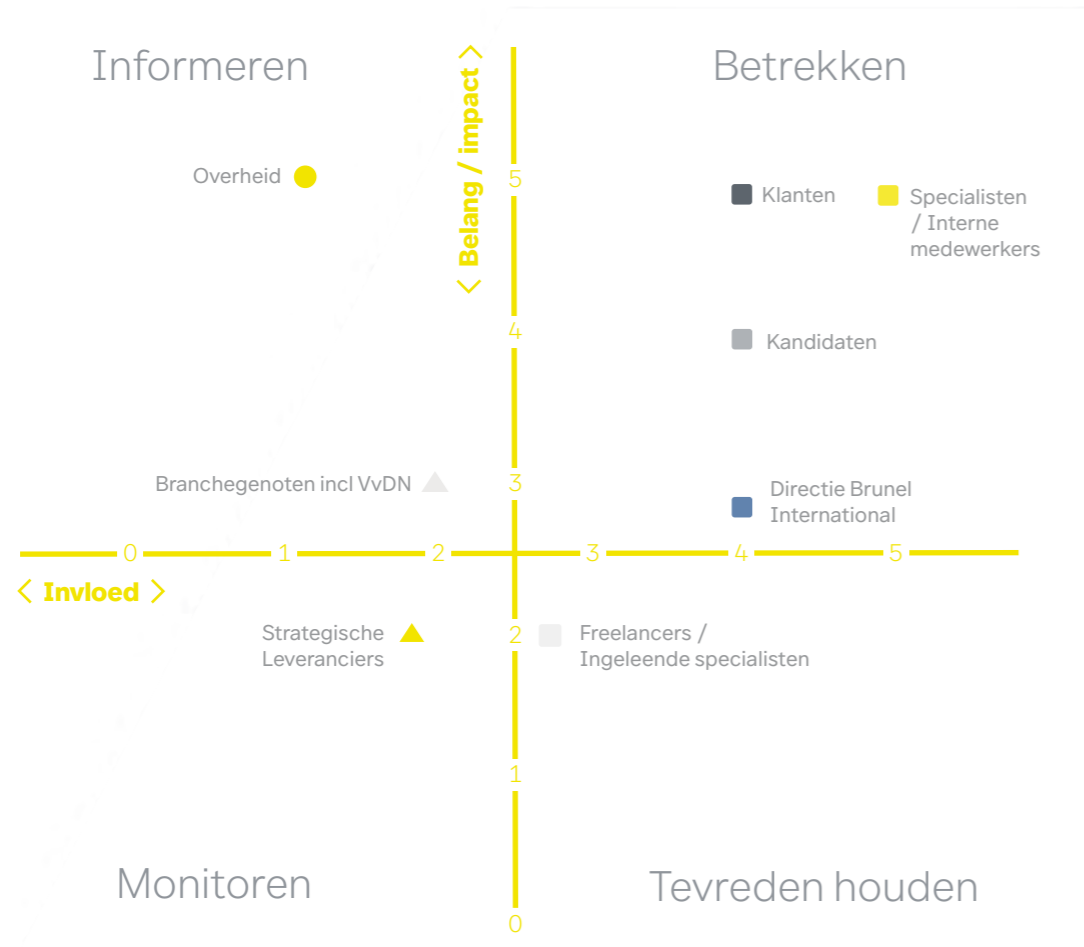 Informeren
Betrekken
< Belang / impact >
Overheid
5
Klanten
Specialisten
/ Interne
medewerkers
4
Kandidaten
Branchegenoten incl VvDN
3
Directie Brunel
International
0
1
2
3
4
5
< Invloed >
Strategische
Leveranciers
2
Freelancers /
Ingeleende specialisten
1
Monitoren
Tevreden houden
0